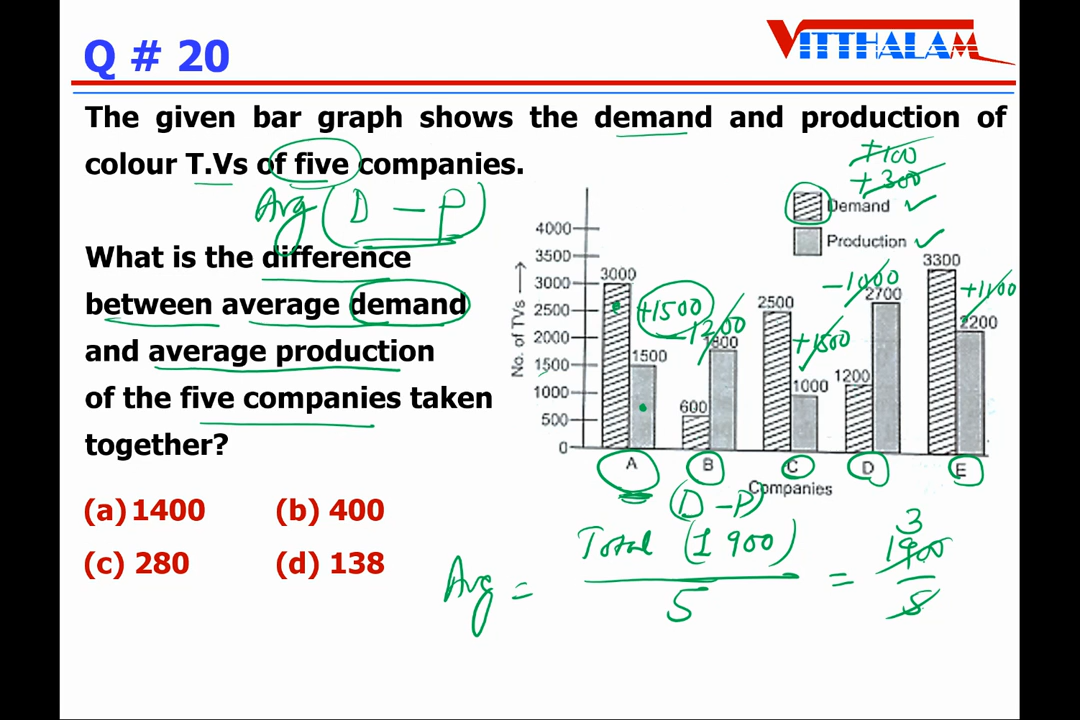 Q # 20
VITTHALAM
The given bar graph shows the demand and production of
colour T.Vs of five companies.
Avg (D - P)
What is the difference
between average demand
and average production
of the five companies taken
together?
(a) 1400 (b) 400
(c) 280 (d) 138
+100
+300
Demand
Production
No. of TVs
4000
3500
3000
2500
2000
1500
1000
500
0
3000 1500 +1500
600 1800 -1200
2500 1000 +1500
1200 2700 -1500
3300 2200 +1100
A B C D E
Companies
(D - P)
Avg = Total (1900) / 5 = 1900 / 5
3